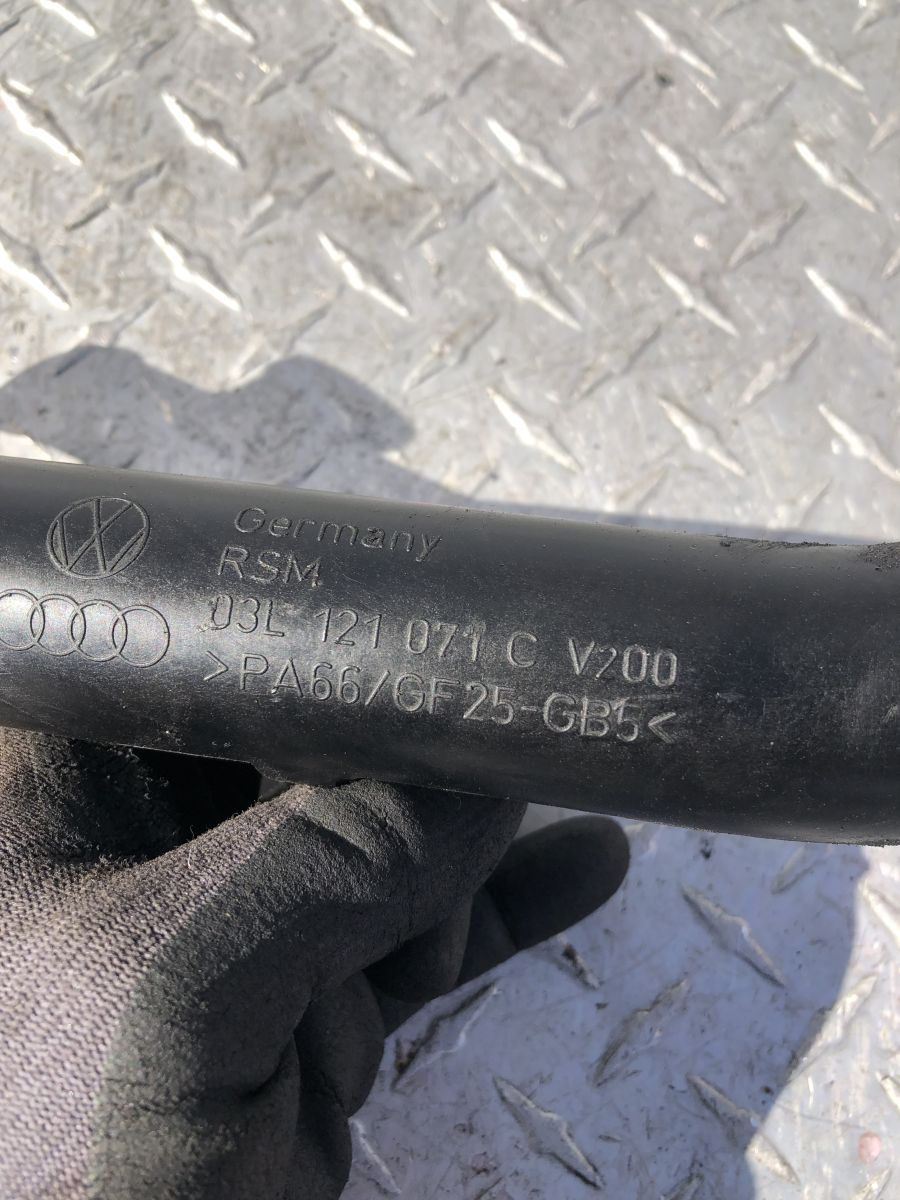 Germany
RSM
03L 121 071 C V200
>PA66/GF25-GB5<